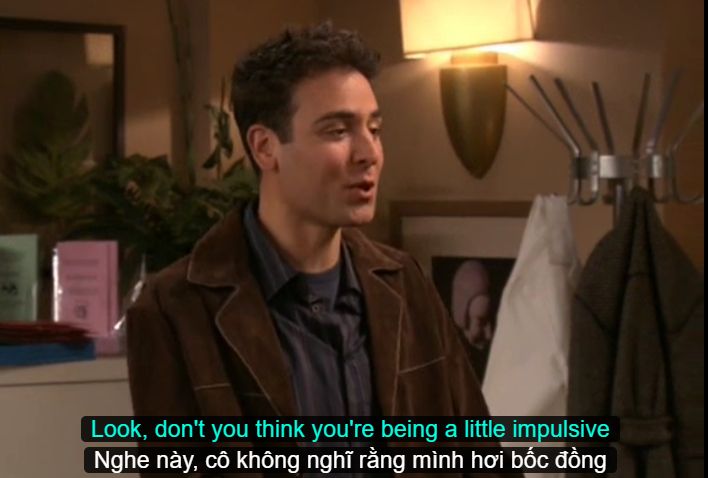 Look, don't you think you're being a little impulsive
Nghe này, cô không nghĩ rằng mình hơi bốc đồng